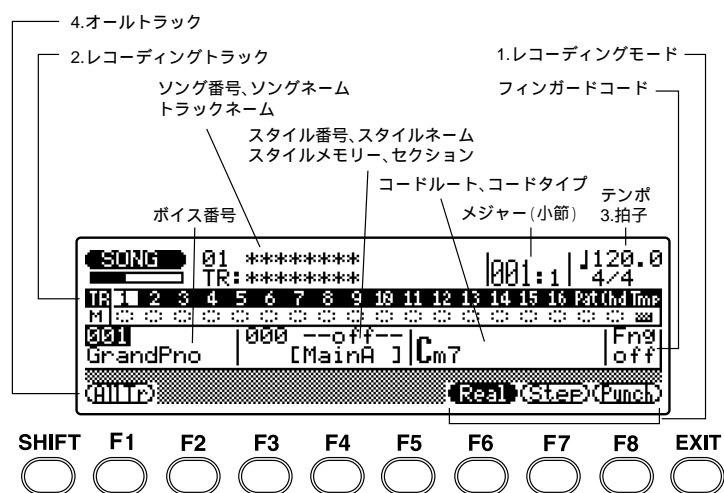 4.オールトラック
2.レコーディングトラック
1.レコーディングモード
ソング番号、ソングネーム
トラックネーム
フィンガードコード
スタイル番号、スタイルネーム
スタイルメモリー、セクション
コードルート、コードタイプ
テンポ
ボイス番号
メジャー(小節)
3.拍子
SONG 01 ******** 001:1 ♩120.0
TR:******** 4/4
TR 1 2 3 4 5 6 7 8 9 10 11 12 13 14 15 16 Pat Chd Tmp
M
001 000 --off-- Cm7 Fng
GrandPno [MainA ] off
AllTr Real Step Punch
SHIFT F1 F2 F3 F4 F5 F6 F7 F8 EXIT